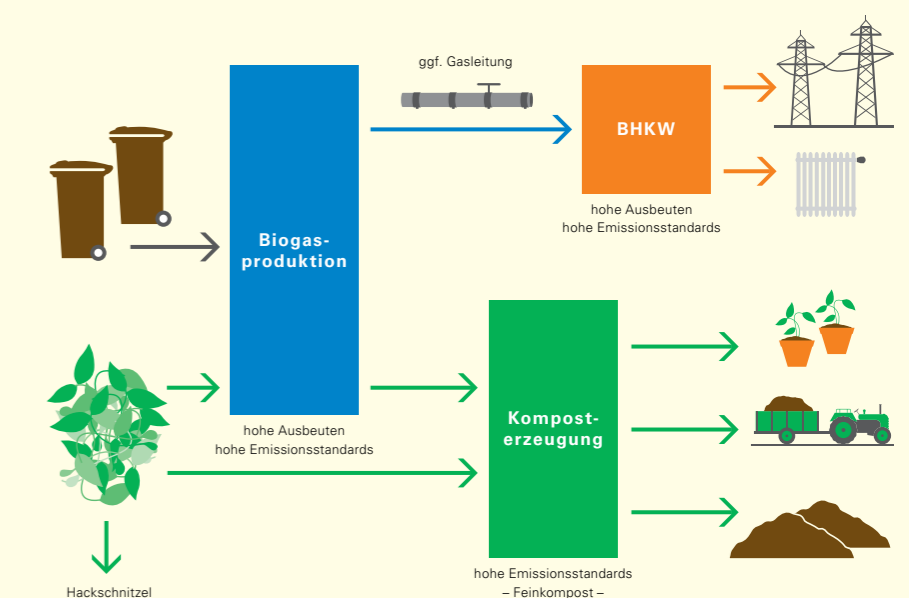 ggf. Gasleitung
BHKW
hohe Ausbeuten
hohe Emissionsstandards
Biogas-
produktion
hohe Ausbeuten
hohe Emissionsstandards
Kompost-
erzeugung
hohe Emissionsstandards
– Feinkompost –
Hackschnitzel